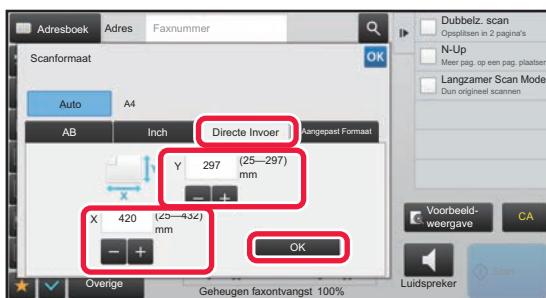 Adresboek Adres Faxnummer
Dubbelz. scan
Opsplitsen in 2 pagina's
N-Up
Meer pag. op een pag. plaatsen
Langzamer Scan Mode
Dun origineel scannen
Scanformaat OK
Auto A4
AB Inch Directe Invoer Aangepast Formaat
Y 297 (25—297)
mm
Y
X
X 420 (25—432)
mm
OK
Voorbeeld-
weergave
CA
Overige
Geheugen faxontvangst 100%
Luidspreker
Start